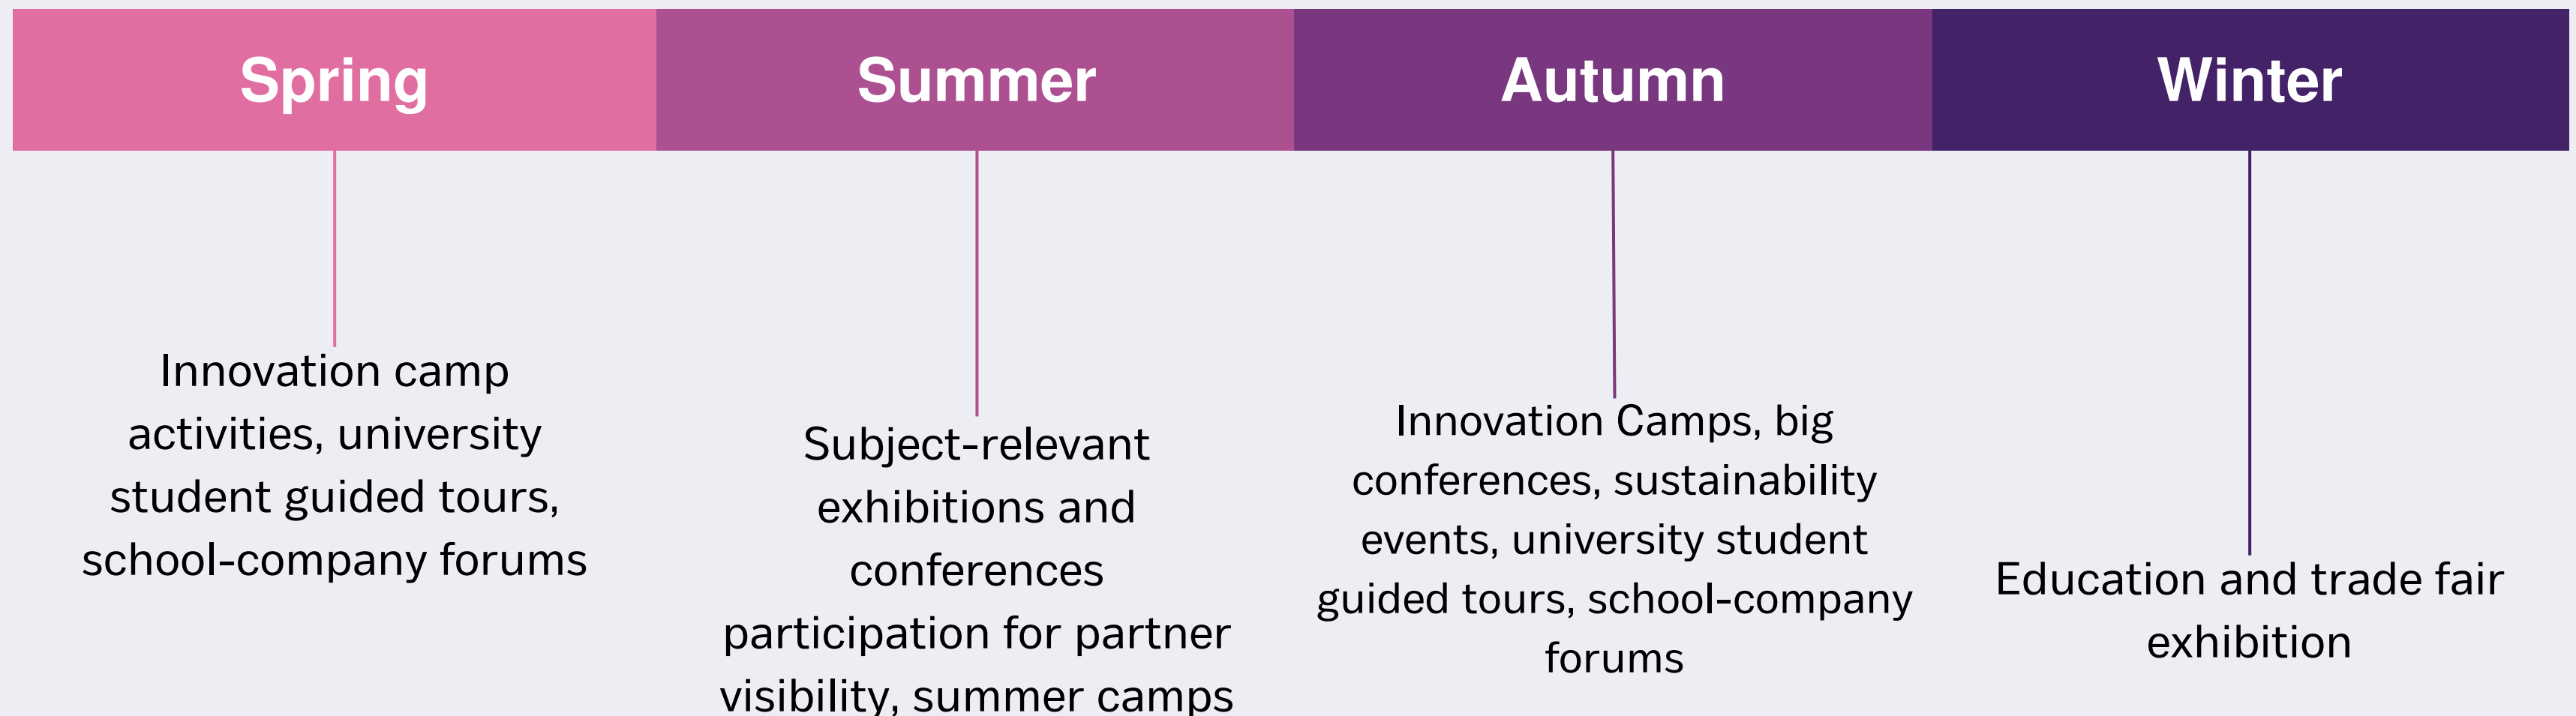 Spring
Summer
Autumn
Winter
Innovation camp
activities, university
student guided tours,
school-company forums
Subject-relevant
exhibitions and
conferences
participation for partner
visibility, summer camps
Innovation Camps, big
conferences, sustainability
events, university student
guided tours, school-company
forums
Education and trade fair
exhibition